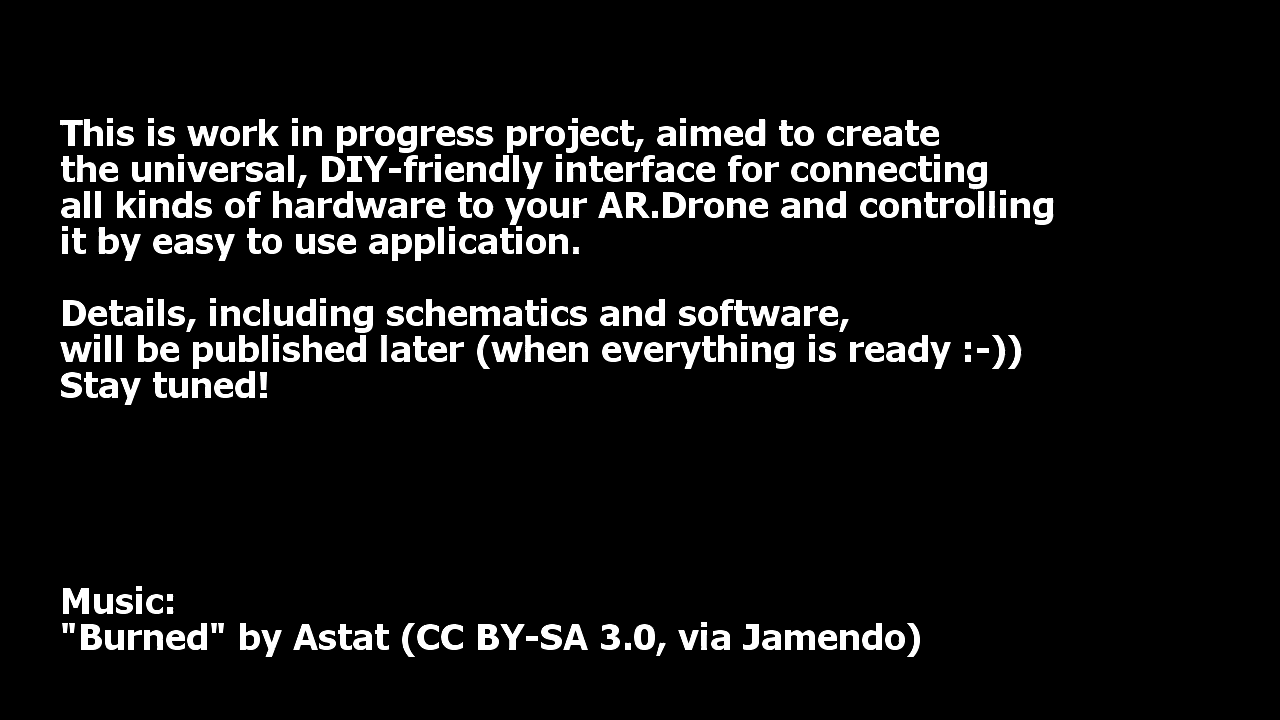 This is work in progress project, aimed to create
the universal, DIY-friendly interface for connecting
all kinds of hardware to your AR.Drone and controlling
it by easy to use application.
Details, including schematics and software,
will be published later (when everything is ready :-))
Stay tuned!
Music:
"Burned" by Astat (CC BY-SA 3.0, via Jamendo)